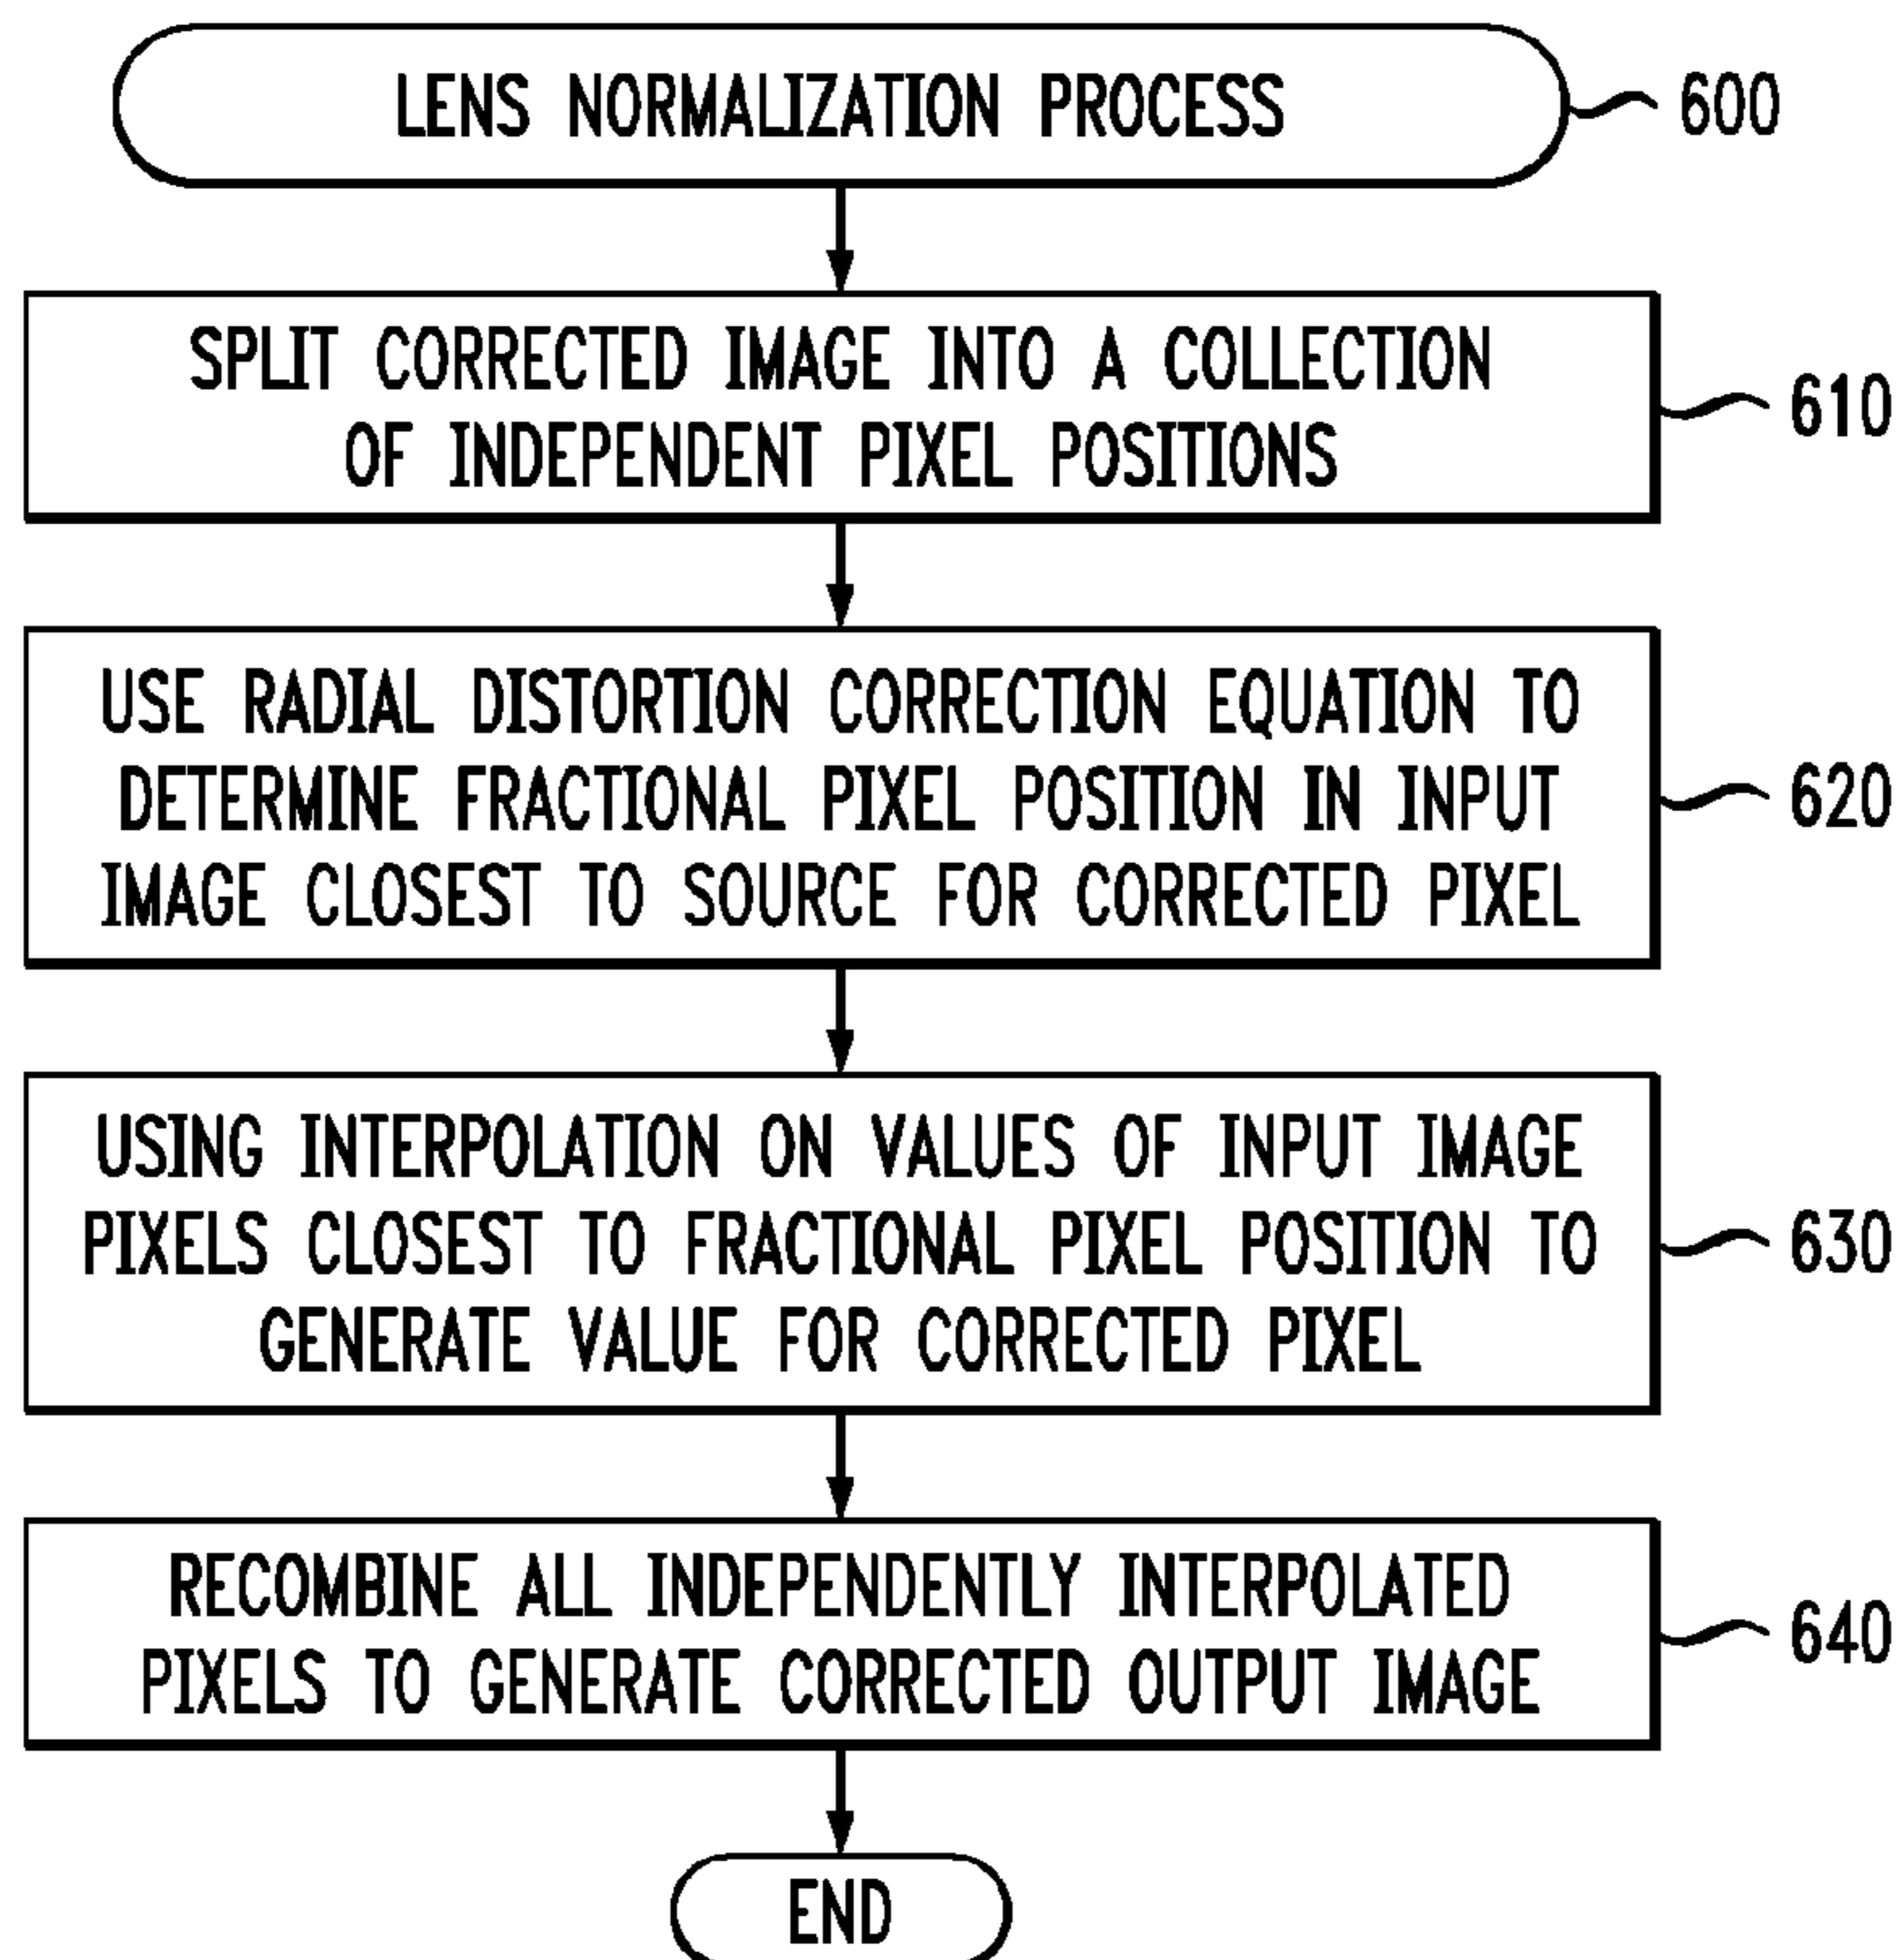 LENS NORMALIZATION PROCESS
600
SPLIT CORRECTED IMAGE INTO A COLLECTION
OF INDEPENDENT PIXEL POSITIONS
610
USE RADIAL DISTORTION CORRECTION EQUATION TO
DETERMINE FRACTIONAL PIXEL POSITION IN INPUT
IMAGE CLOSEST TO SOURCE FOR CORRECTED PIXEL
620
USING INTERPOLATION ON VALUES OF INPUT IMAGE
PIXELS CLOSEST TO FRACTIONAL PIXEL POSITION TO
GENERATE VALUE FOR CORRECTED PIXEL
630
RECOMBINE ALL INDEPENDENTLY INTERPOLATED
PIXELS TO GENERATE CORRECTED OUTPUT IMAGE
640
END